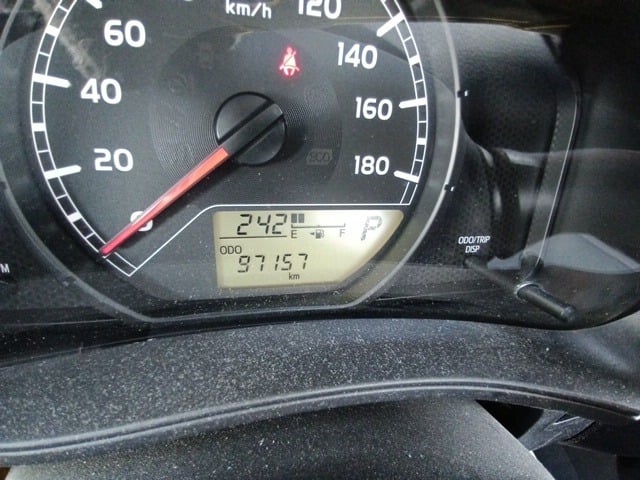 km/h
120
60
140
40
160
ECO
20
180
0
242
E F P
ODO
97157
km
ODO/TRIP
DISP